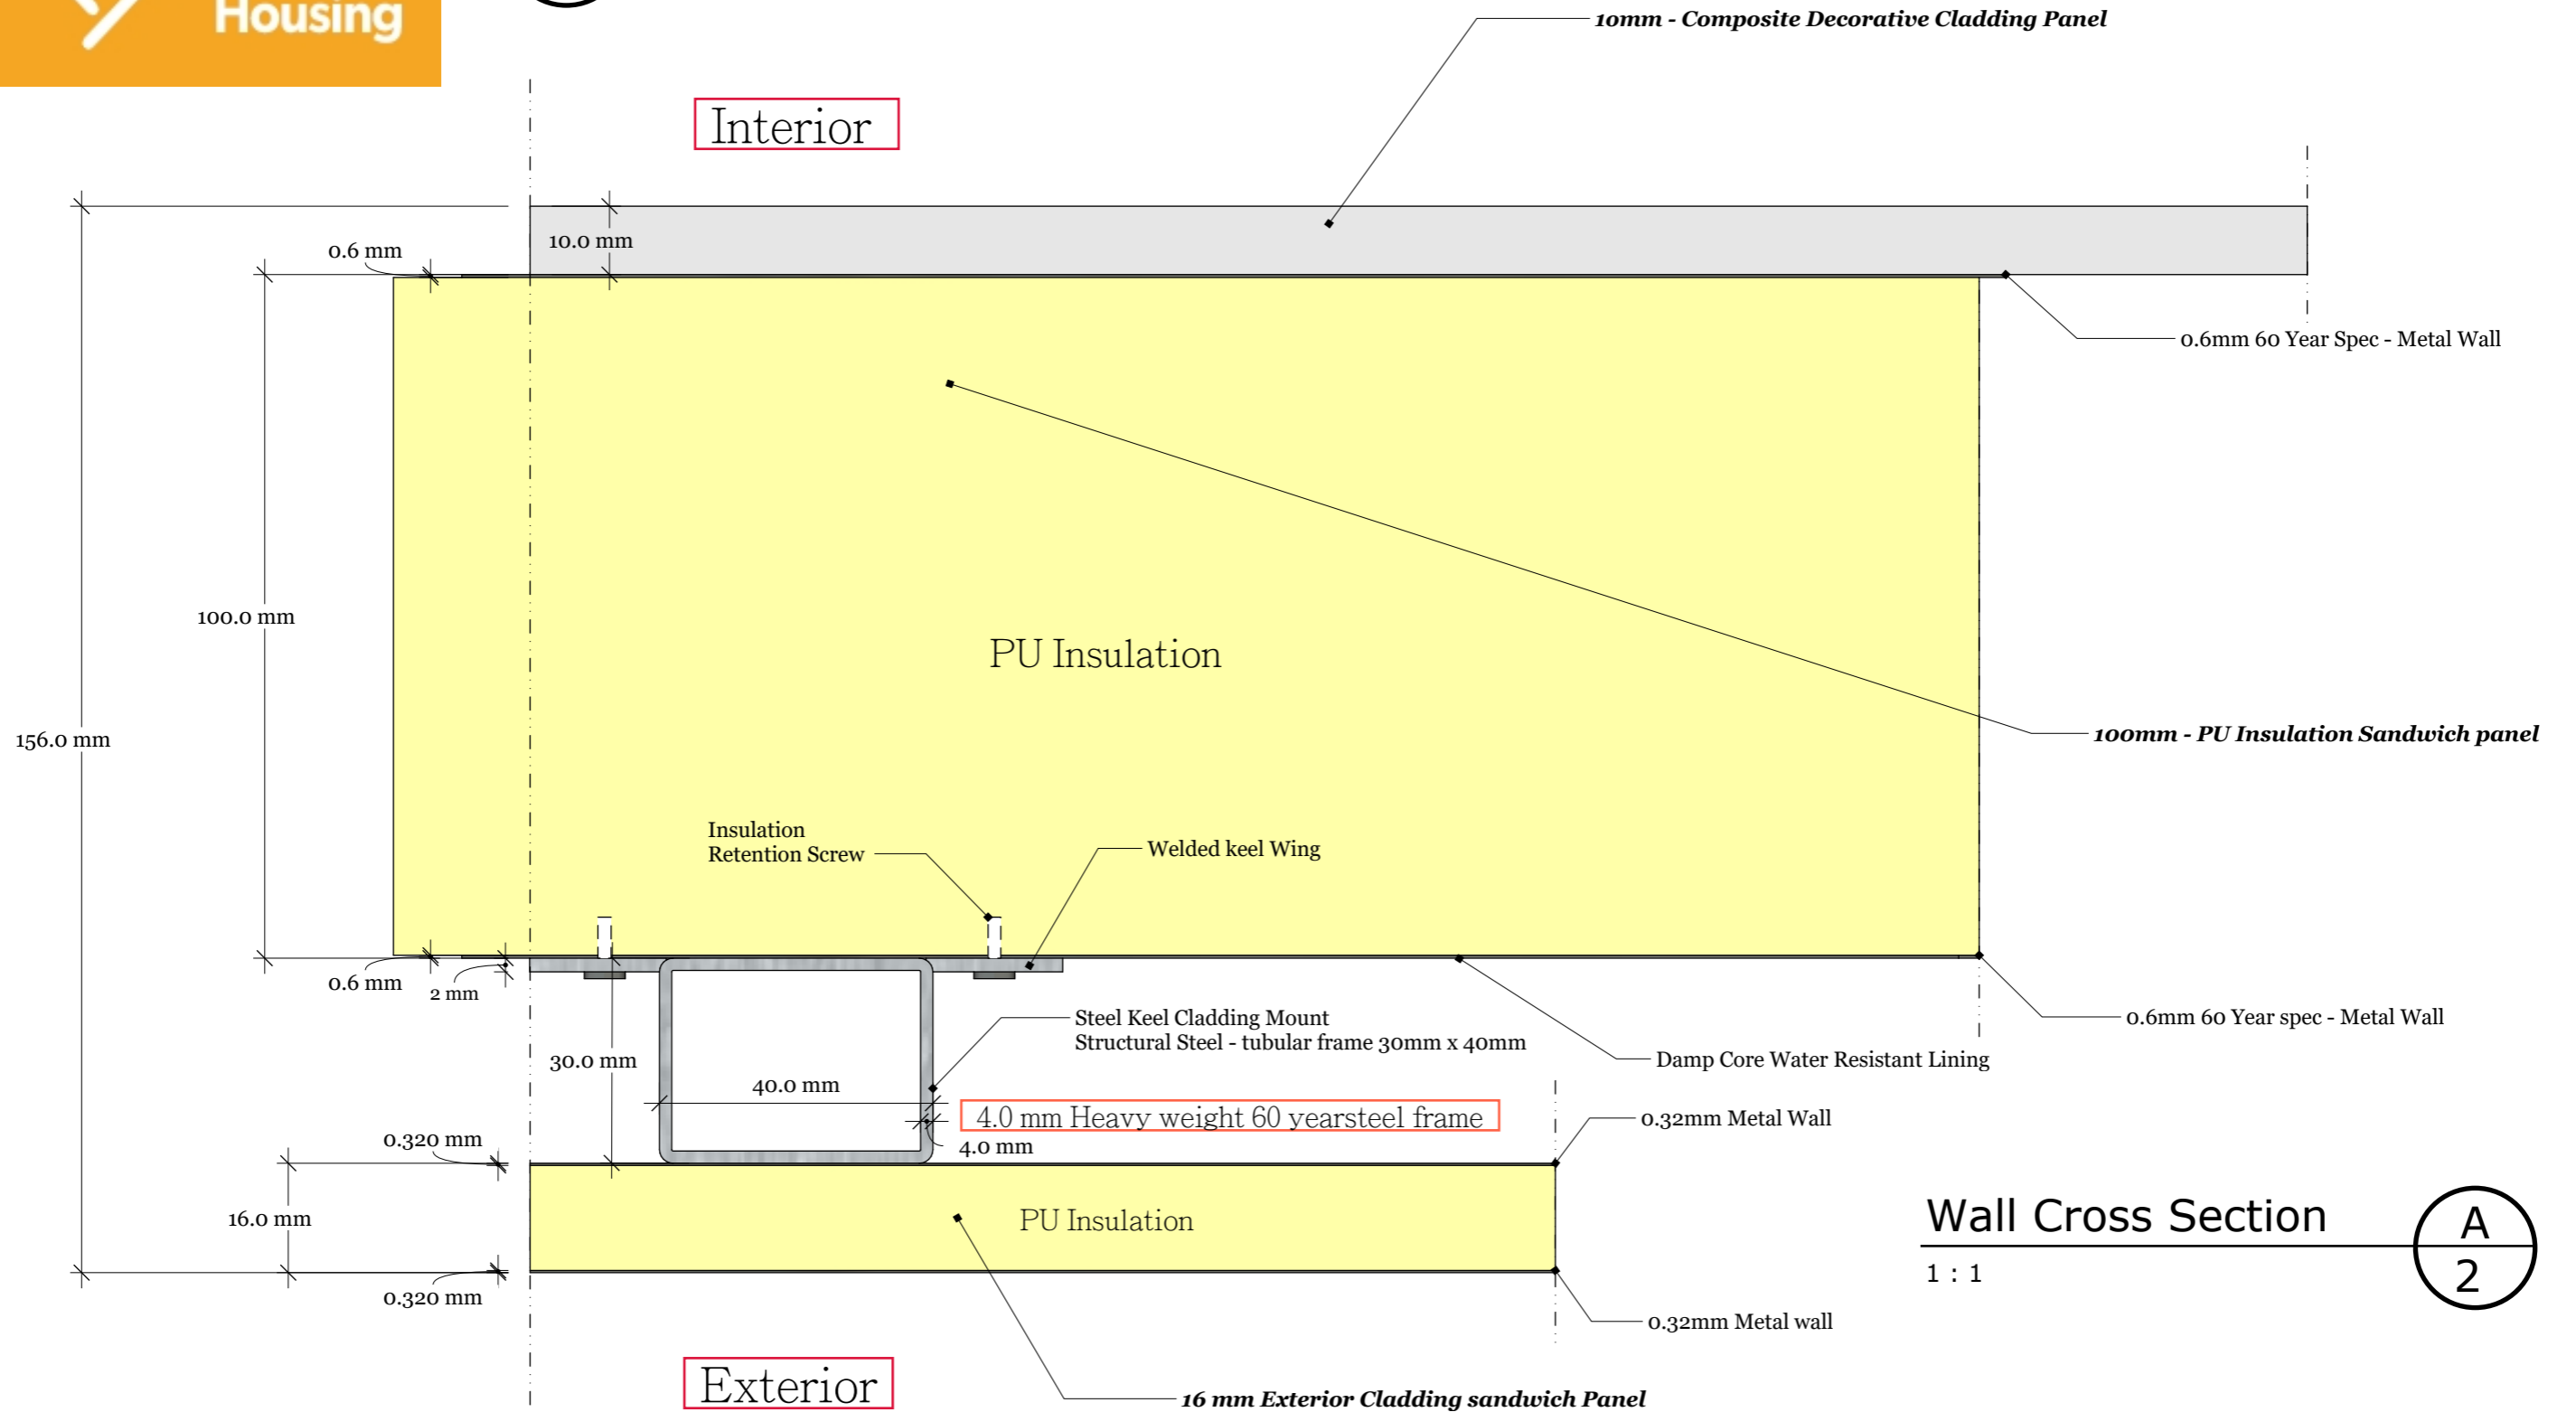 Housing
10mm - Composite Decorative Cladding Panel
Interior
10.0 mm
0.6 mm
0.6mm 60 Year Spec - Metal Wall
100.0 mm
PU Insulation
156.0 mm
100mm - PU Insulation Sandwich panel
Insulation
Retention Screw
Welded keel Wing
0.6 mm
2 mm
Steel Keel Cladding Mount
Structural Steel - tubular frame 30mm x 40mm
0.6mm 60 Year spec - Metal Wall
Damp Core Water Resistant Lining
30.0 mm
40.0 mm
4.0 mm Heavy weight 60 yearsteel frame
4.0 mm
0.32mm Metal Wall
0.320 mm
16.0 mm
PU Insulation
0.320 mm
Wall Cross Section
A
1 : 1
2
0.32mm Metal wall
Exterior
16 mm Exterior Cladding sandwich Panel